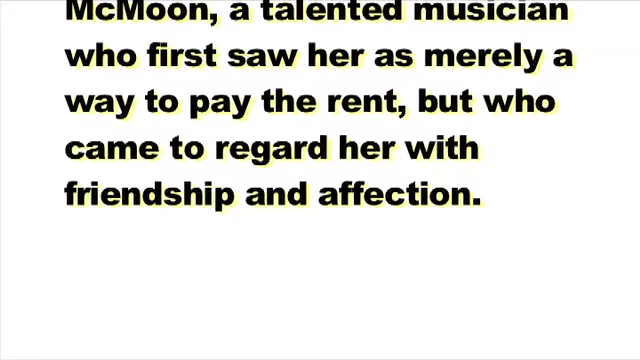 McMoon, a talented musician
who first saw her as merely a
way to pay the rent, but who
came to regard her with
friendship and affection.